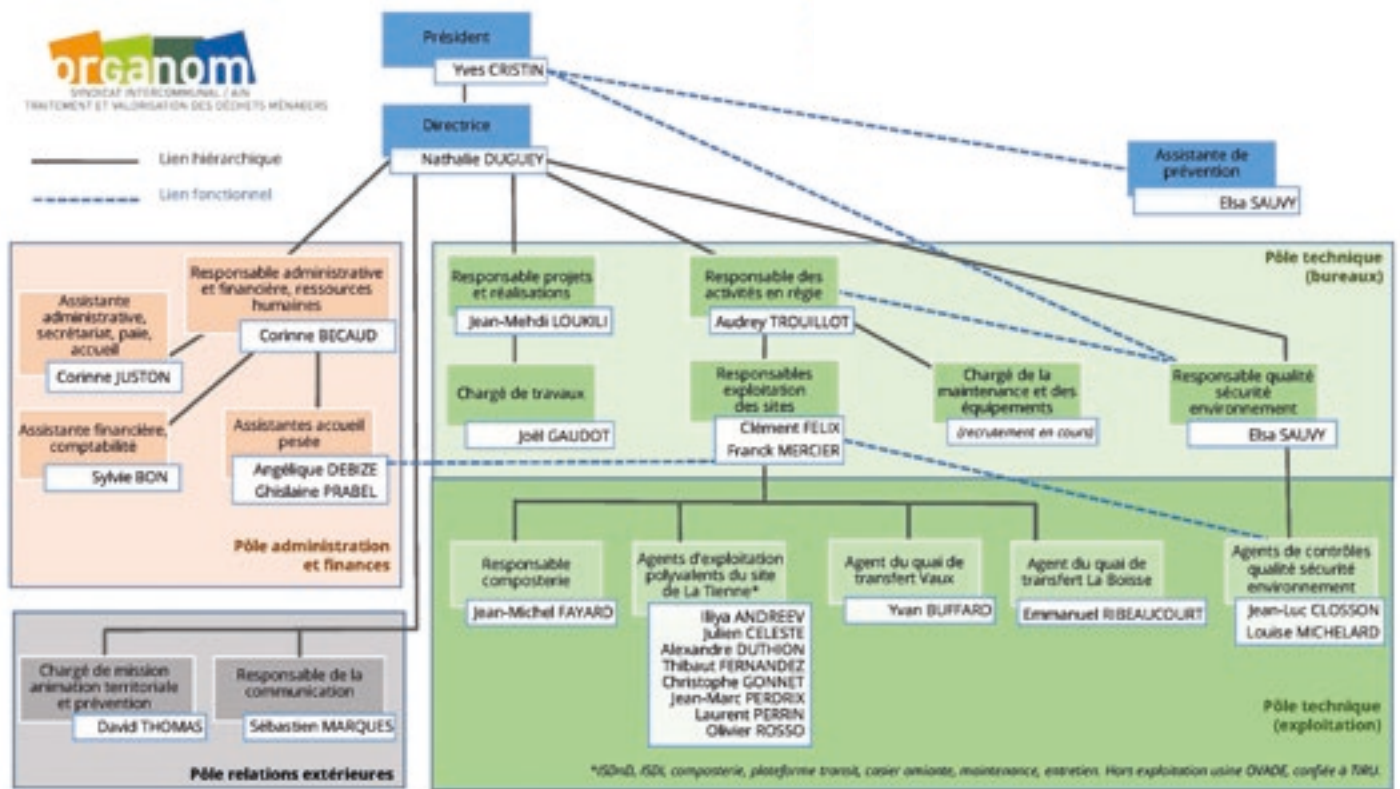 organom
SYNDICAT INTERCOMMUNAL / AIN
TRAITEMENT ET VALORISATION DES DÉCHETS MÉNAGERS
Lien hiérarchique
Lien fonctionnel
Président
Yves CRISTIN
Directrice
Nathalie DUGUEY
Assistante de
prévention
Elsa SAUVY
Responsable administrative
et financière, ressources
humaines
Corinne BECAUD
Assistante
administrative,
secrétariat, paie,
accueil
Corinne JUSTON
Assistante financière,
comptabilité
Sylvie BON
Assistantes accueil
pesée
Angélique DEBIZE
Ghislaine PRABEL
Pôle administration
et finances
Pôle technique
(bureaux)
Responsable projets
et réalisations
Jean-Mehdi LOUKILI
Chargé de travaux
Joël GAUDOT
Responsable des
activités en régie
Audrey TROUILLOT
Responsables
exploitation
des sites
Clément FELIX
Franck MERCIER
Chargé de la
maintenance et des
équipements
(recrutement en cours)
Responsable qualité
sécurité
environnement
Elsa SAUVY
Responsable
composterie
Jean-Michel FAYARD
Agents d'exploitation
polyvalents du site
de La Tienne*
Illya ANDREEV
Julien CELESTE
Alexandre DUTHION
Thibaut FERNANDEZ
Christophe GONNET
Jean-Marc PERDRIX
Laurent PERRIN
Olivier ROSSO
Agent du quai de
transfert Vaux
Yvan BUFFARD
Agent du quai de
transfert La Boisse
Emmanuel RIBEAUCOURT
Agents de contrôles
qualité sécurité
environnement
Jean-Luc CLOSSON
Louise MICHELARD
Pôle technique
(exploitation)
*ISDnD, ISDI, composterie, plateforme transit, casier amiante, maintenance, entretien. Hors exploitation usine OVADE, confiée à TIRU.
Chargé de mission
animation territoriale
et prévention
David THOMAS
Responsable de la
communication
Sébastien MARQUES
Pôle relations extérieures